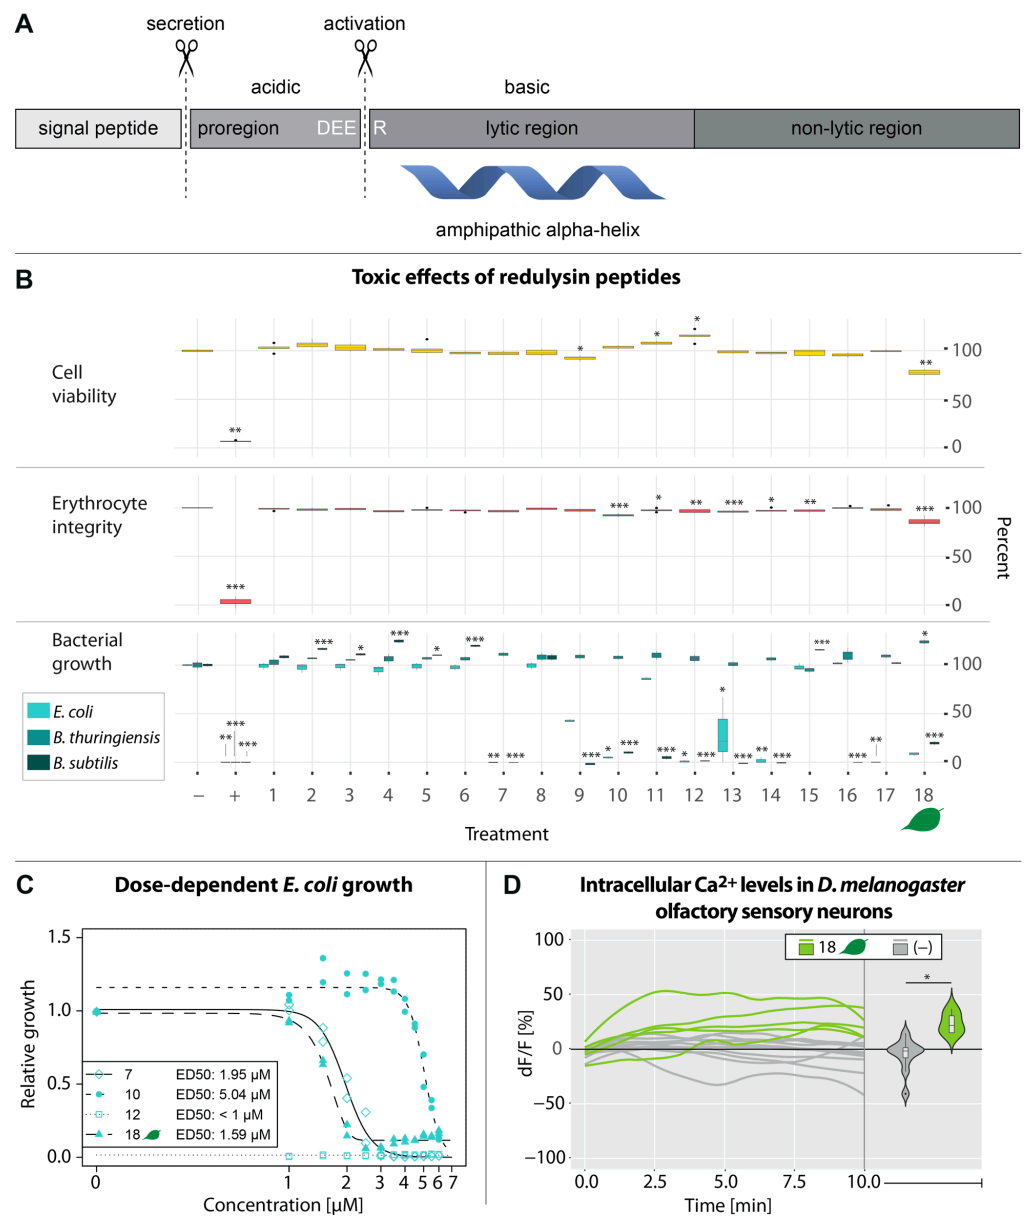 A
secretion
activation
acidic
basic
signal peptide
proregion
DEE
R
lytic region
non-lytic region
amphipathic alpha-helix
B
Toxic effects of redulysin peptides
Cell
viability
** * * * **
100
50
0
Erythrocyte
integrity
*** *** * ** *** * ** ***
100
50
0
Percent
Bacterial
growth
*** * *** * *** *** *
** *** *** ** *** *** * *** *** * *** * *** ** *** *** ** ***
100
50
0
E. coli
B. thuringiensis
B. subtilis
− + 1 2 3 4 5 6 7 8 9 10 11 12 13 14 15 16 17 18
Treatment
C
Dose-dependent E. coli growth
Relative growth
1.5
1.0
0.5
0.0
7 ED50: 1.95 µM
10 ED50: 5.04 µM
12 ED50: < 1 µM
18 ED50: 1.59 µM
0 1 2 3 4 5 6 7
Concentration [µM]
D
Intracellular Ca2+ levels in D. melanogaster
olfactory sensory neurons
18 (−)
*
dF/F [%]
100
50
0
−50
−100
0.0 2.5 5.0 7.5 10.0
Time [min]